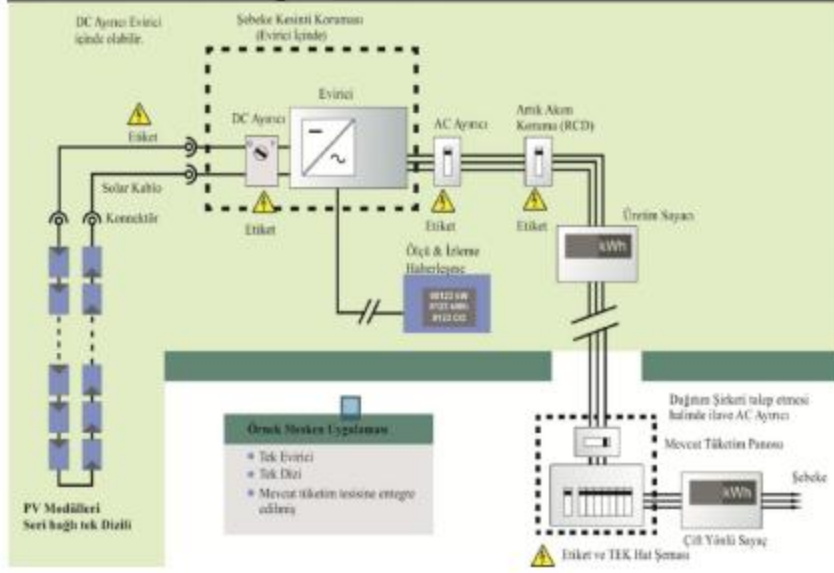 DC Ayırıcı Evirici
içinde olabilir.
Şebeke Kesinti Koruması
(Evirici İçinde)
Evirici
DC Ayırıcı
AC Ayırıcı
Artık Akım
Koruma (RCD)
Etiket
Solar Kablo
Konnektör
Etiket
Etiket
Etiket
Üretim Sayacı
kWh
Ölçü & İzleme
Haberleşme
Dağıtım Şirketi talep etmesi
halinde ilave AC Ayırıcı
Mevcut Tüketim Panosu
Örnek Mesken Uygulaması
Tek Evirici
Tek Dizi
Mevcut tüketim tesisine entegre
edilmiş
Şebeke
kWh
PV Modülleri
Seri bağlı tek Dizili
Çift Yönlü Sayaç
Etiket ve TEK Hat Şeması